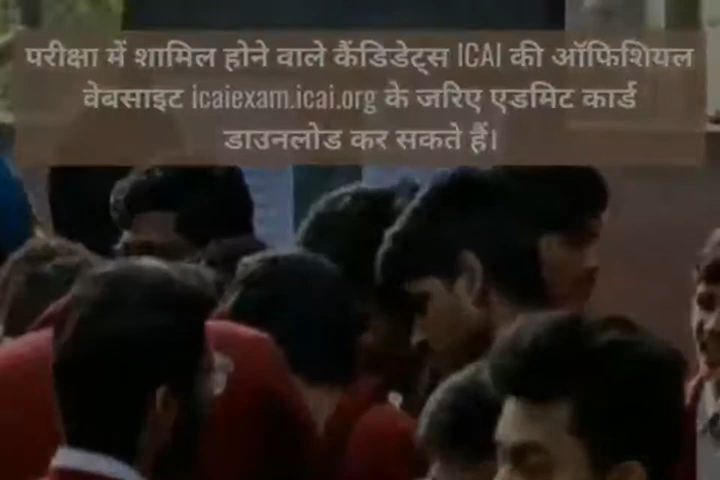 परीक्षा में शामिल होने वाले कैंडिडेट्स ICAI की ऑफिशियल
वेबसाइट icaiexam.icai.org के जरिए एडमिट कार्ड
डाउनलोड कर सकते हैं।